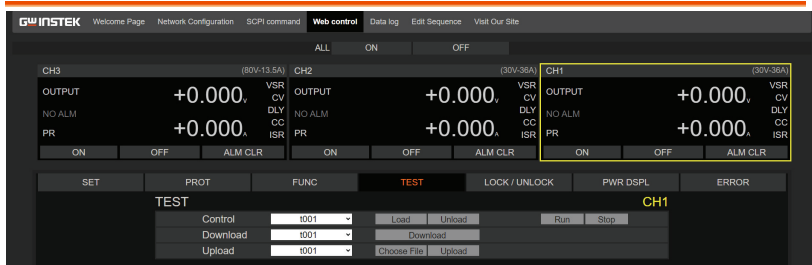 GWINSTEK Welcome Page Network Configuration SCPI command Web control Data log Edit Sequence Visit Our Site
ALL ON OFF
CH3 (80V-13.5A) CH2 (30V-36A) CH1 (30V-36A)
OUTPUT +0.000V VSR CV OUTPUT +0.000V VSR CV OUTPUT +0.000V VSR CV
NO ALM DLY NO ALM DLY NO ALM DLY
PR +0.000A CC ISR PR +0.000A CC ISR PR +0.000A CC ISR
ON OFF ALM CLR ON OFF ALM CLR ON OFF ALM CLR
SET PROT FUNC TEST LOCK / UNLOCK PWR DSPL ERROR
TEST CH1
Control t001 Load Unload Run Stop
Download t001 Download
Upload t001 Choose File Upload